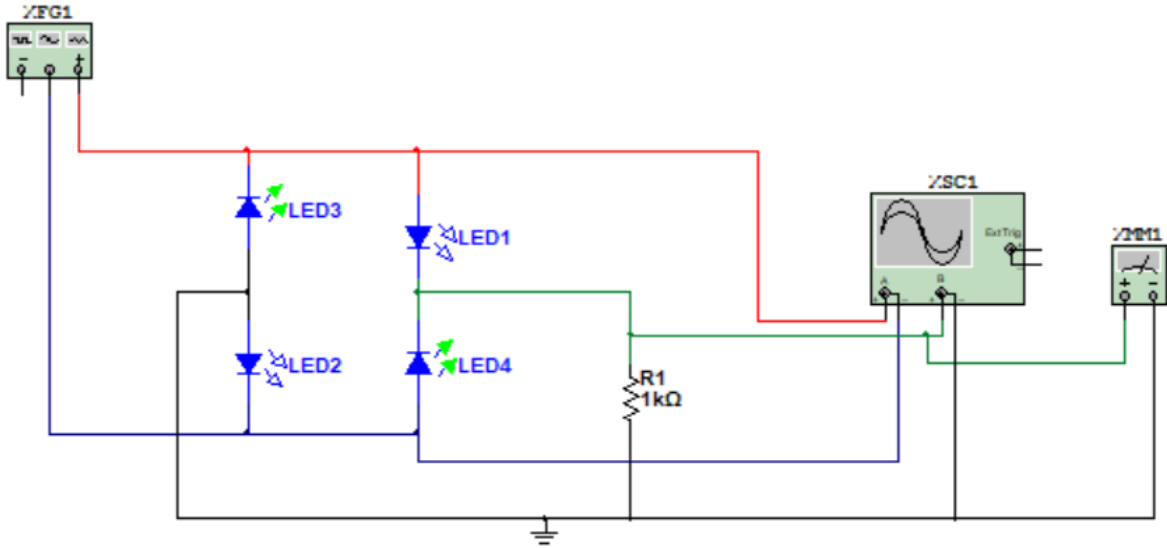 XFG1
XSC1
Ext Trig
XMM1
A
B
LED3
LED1
LED2
LED4
R1
1kΩ